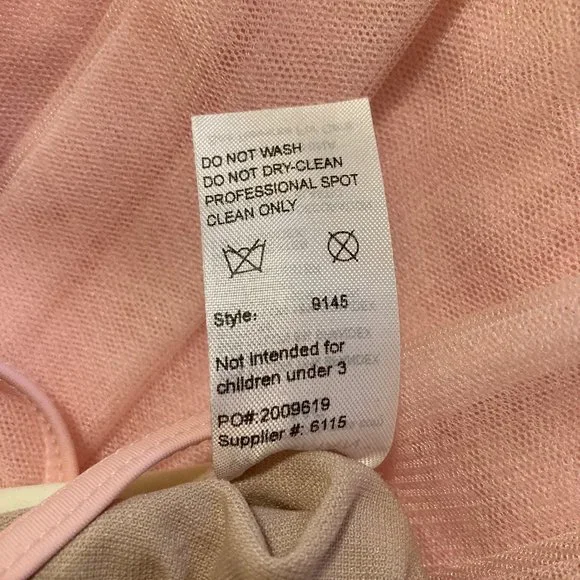 DO NOT WASH
DO NOT DRY-CLEAN
PROFESSIONAL SPOT
CLEAN ONLY
Style: 9145
Not intended for
children under 3
PO#:2009619
Supplier #: 6115